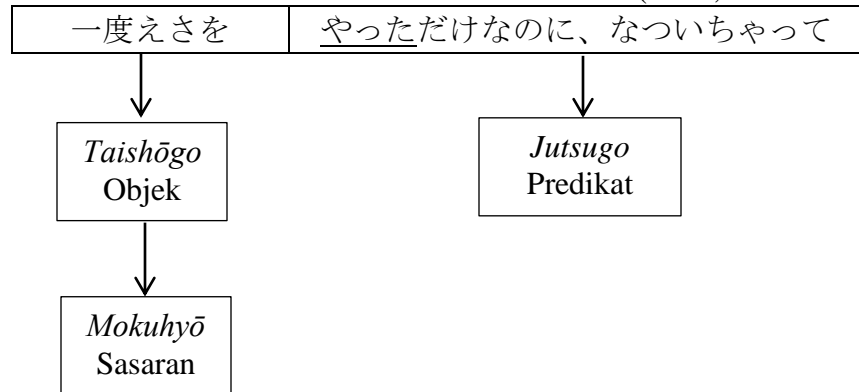 一度えさを やっただけなのに、なついちゃって
Taishōgo Jutsugo
Objek Predikat
Mokuhyō
Sasaran